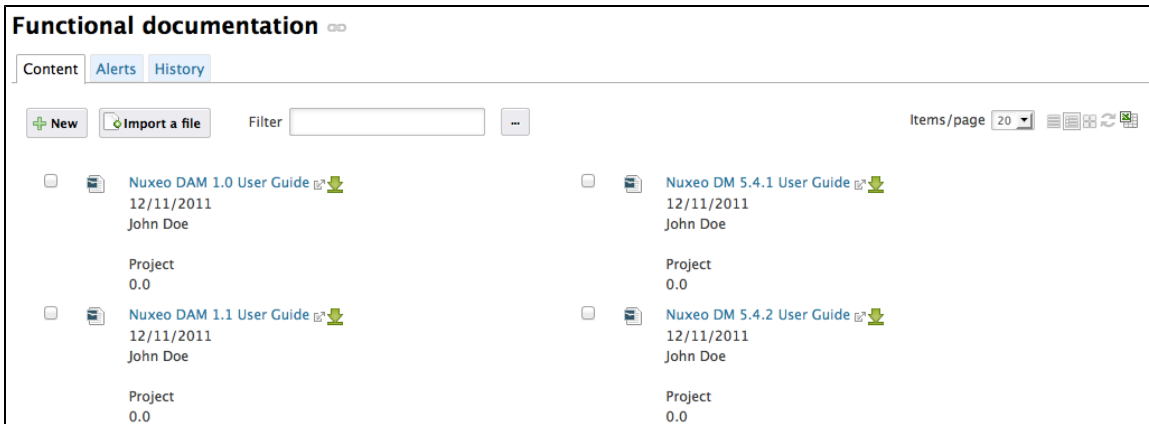 Functional documentation
Content Alerts History
New Import a file Filter ... Items/page 20
Nuxeo DAM 1.0 User Guide
12/11/2011
John Doe
Project
0.0
Nuxeo DM 5.4.1 User Guide
12/11/2011
John Doe
Project
0.0
Nuxeo DAM 1.1 User Guide
12/11/2011
John Doe
Project
0.0
Nuxeo DM 5.4.2 User Guide
12/11/2011
John Doe
Project
0.0